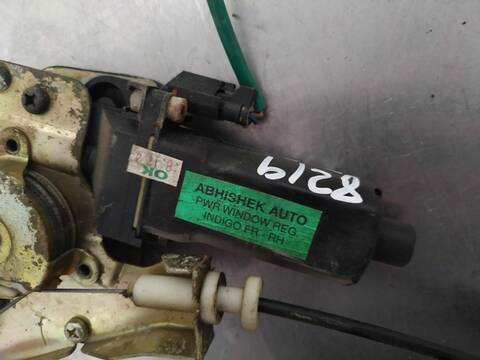 8219
OK
ABHISHEK AUTO
PWR WINDOW REG
INDIGO FR - RH